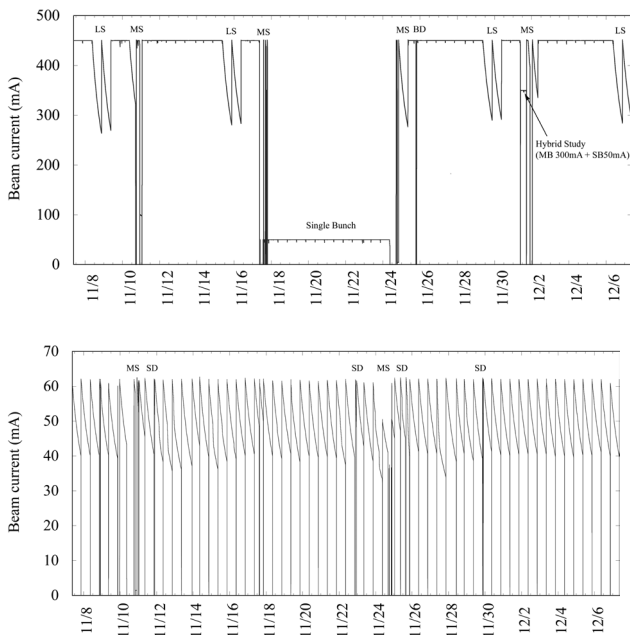 500
400
300
200
100
0
Beam current (mA)
LS
MS
LS
MS
MS
BD
LS
MS
LS
Hybrid Study
(MB 300mA + SB50mA)
Single Bunch
11/8
11/10
11/12
11/14
11/16
11/18
11/20
11/22
11/24
11/26
11/28
11/30
12/2
12/4
12/6
70
60
50
40
30
20
10
0
Beam current (mA)
MS
SD
SD
MS
SD
SD
11/8
11/10
11/12
11/14
11/16
11/18
11/20
11/22
11/24
11/26
11/28
11/30
12/2
12/4
12/6